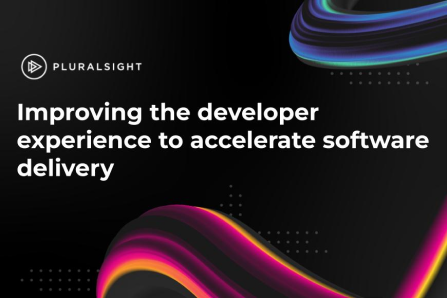 PLURALSIGHT
Improving the developer
experience to accelerate software
delivery